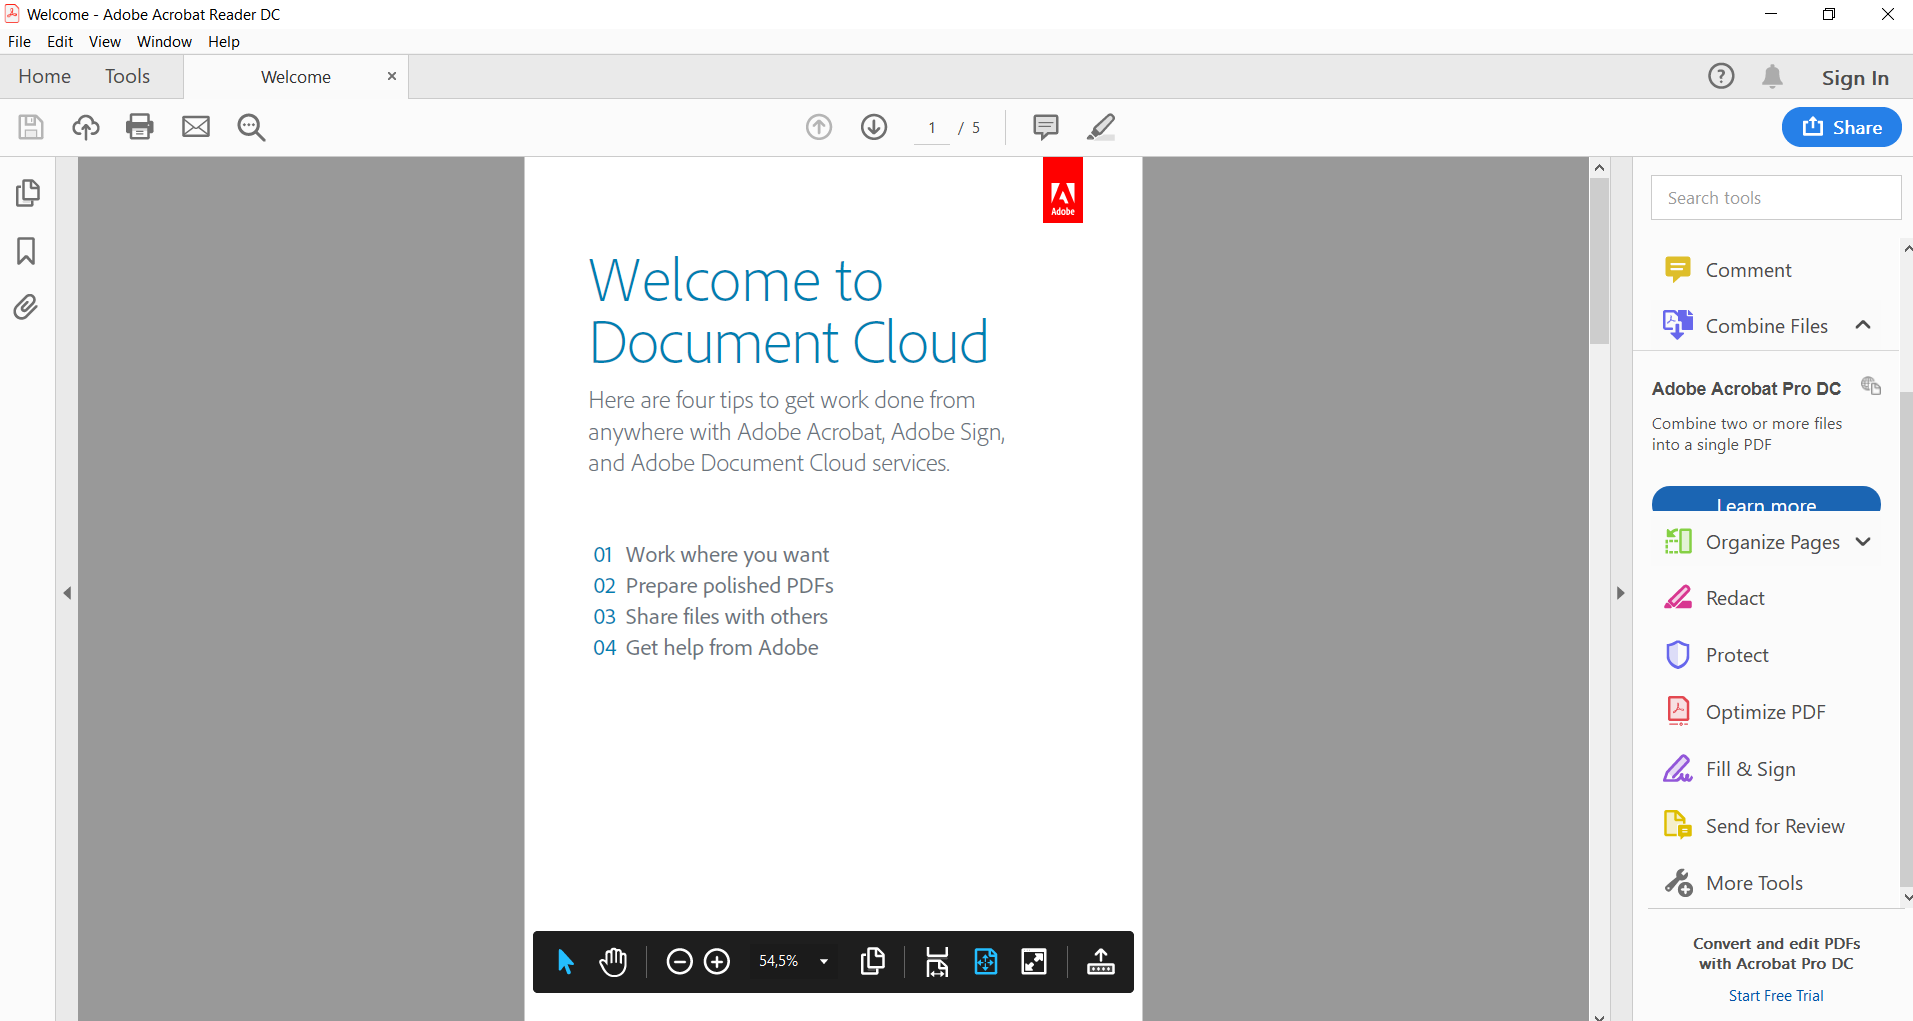 Welcome - Adobe Acrobat Reader DC
File Edit View Window Help
Home Tools Welcome Sign In
1 / 5
Share
Adobe
Welcome to
Document Cloud
Here are four tips to get work done from
anywhere with Adobe Acrobat, Adobe Sign,
and Adobe Document Cloud services.
01 Work where you want
02 Prepare polished PDFs
03 Share files with others
04 Get help from Adobe
54,5%
Search tools
Comment
Combine Files
Adobe Acrobat Pro DC
Combine two or more files
into a single PDF
Learn more
Organize Pages
Redact
Protect
Optimize PDF
Fill & Sign
Send for Review
More Tools
Convert and edit PDFs
with Acrobat Pro DC
Start Free Trial